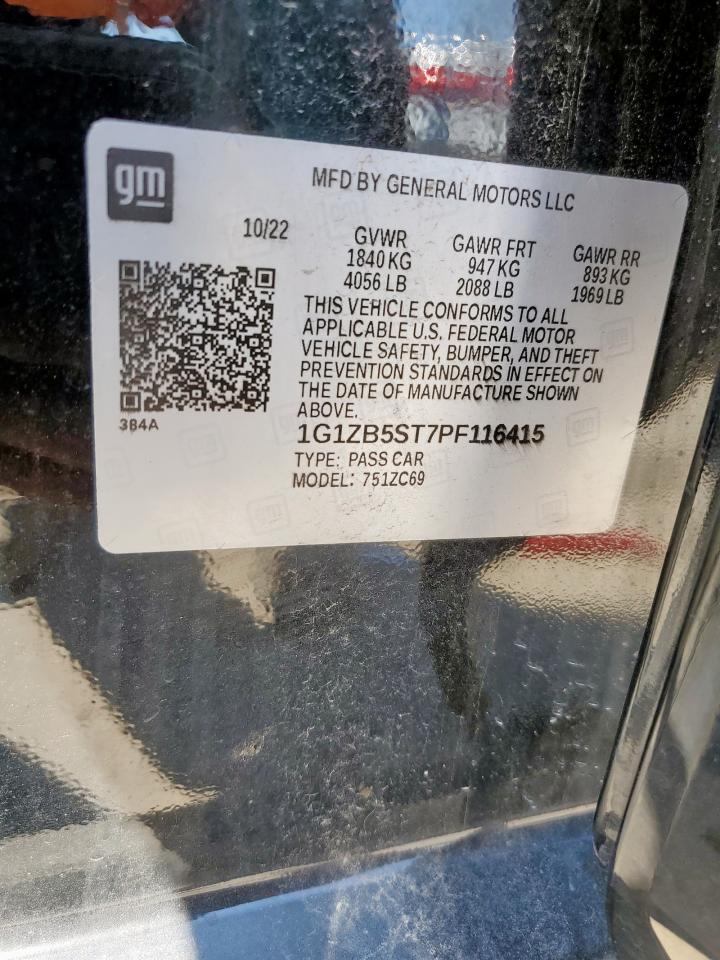 gm
MFD BY GENERAL MOTORS LLC
10/22
GVWR
1840 KG
4056 LB
GAWR FRT
947 KG
2088 LB
GAWR RR
893 KG
1969 LB
THIS VEHICLE CONFORMS TO ALL
APPLICABLE U.S. FEDERAL MOTOR
VEHICLE SAFETY, BUMPER, AND THEFT
PREVENTION STANDARDS IN EFFECT ON
THE DATE OF MANUFACTURE SHOWN
ABOVE.
384A
1G1ZB5ST7PF116415
TYPE: PASS CAR
MODEL: 751ZC69